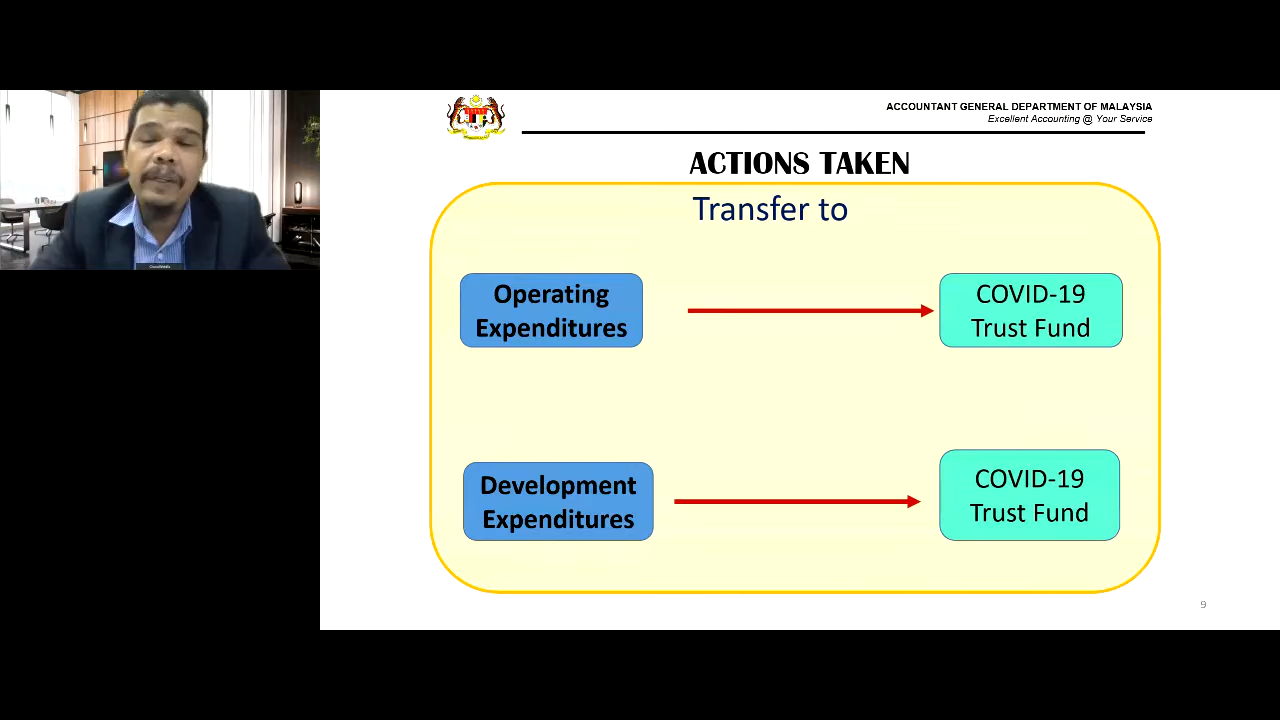 ACCOUNTANT GENERAL DEPARTMENT OF MALAYSIA
Excellent Accounting @ Your Service
ACTIONS TAKEN
Transfer to
Operating
Expenditures
COVID-19
Trust Fund
Development
Expenditures
COVID-19
Trust Fund
9